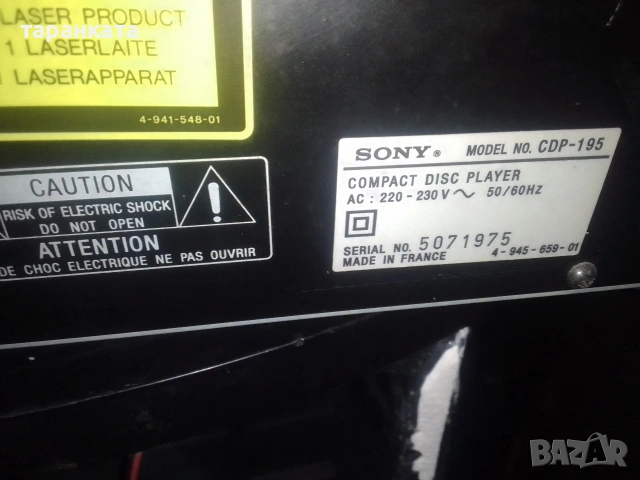 LASER PRODUCT
таранката
1 LASERLAITE
LASERAPPARAT
4-941-548-01
CAUTION
RISK OF ELECTRIC SHOCK
DO NOT OPEN
ATTENTION
DE CHOC ELECTRIQUE NE PAS OUVRIR
SONY® MODEL NO. CDP-195
COMPACT DISC PLAYER
AC : 220 - 230 V ~ 50/60HZ
SERIAL NO. 5071975
MADE IN FRANCE 4-945-659-01
BAZAR